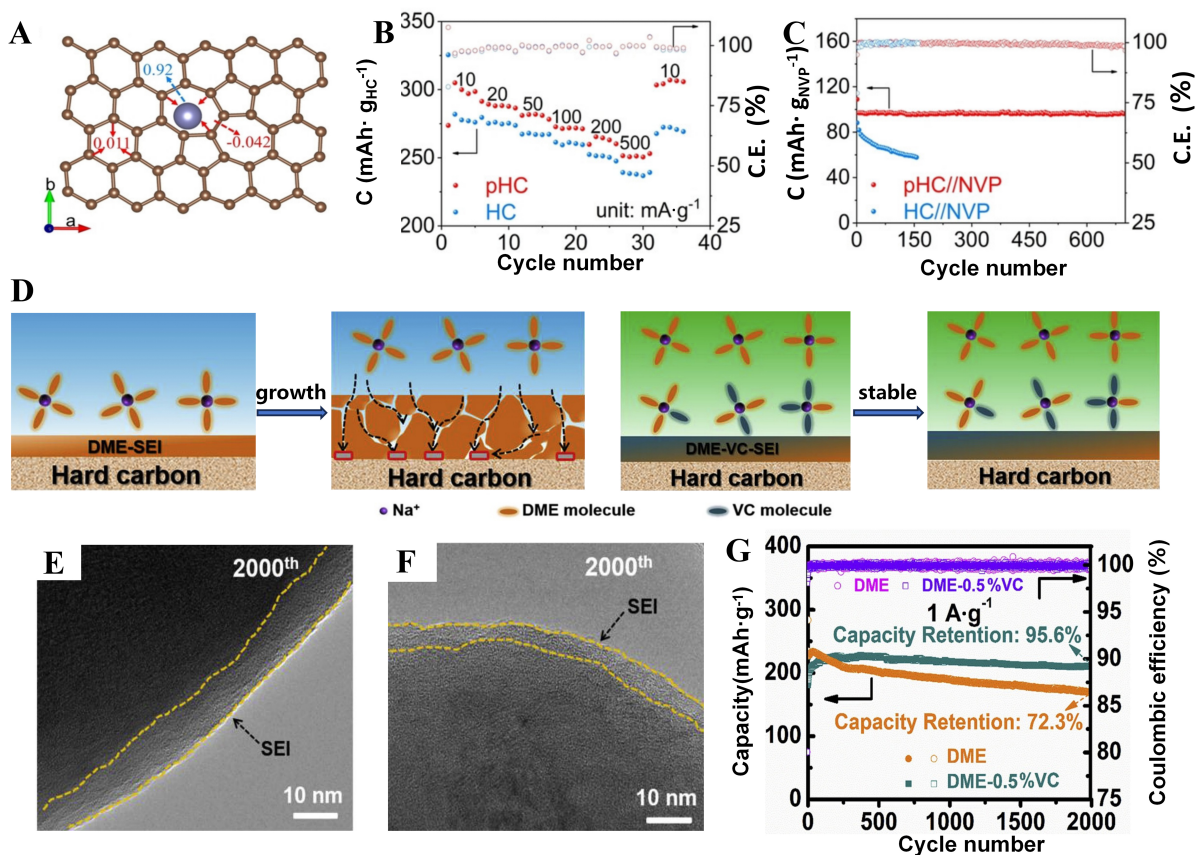 A
0.92
0.011
-0.042
b
a
B
C (mAh· gHC⁻¹)
350
300
250
200
10
20
50
100
200
500
10
pHC
HC
unit: mA·g⁻¹
0
10
20
30
40
Cycle number
100
75
50
25
C.E. (%)
C
C (mAh· gNVP⁻¹)
160
120
80
40
0
pHC//NVP
HC//NVP
0
150
300
450
600
Cycle number
100
75
50
25
C.E. (%)
D
DME-SEI
Hard carbon
growth
Hard carbon
DME-VC-SEI
Hard carbon
stable
Hard carbon
Na⁺
DME molecule
VC molecule
E
2000th
SEI
10 nm
F
2000th
SEI
10 nm
G
Capacity(mAh·g⁻¹)
400
350
300
250
200
150
100
50
0
DME
DME-0.5%VC
1 A·g⁻¹
Capacity Retention: 95.6%
Capacity Retention: 72.3%
DME
DME-0.5%VC
0
500
1000
1500
2000
Cycle number
100
95
90
85
80
75
Coulombic efficiency (%)